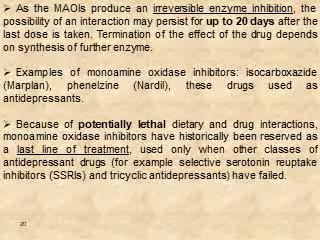 ➢ As the MAOIs produce an irreversible enzyme inhibition, the
possibility of an interaction may persist for up to 20 days after the
last dose is taken. Termination of the effect of the drug depends
on synthesis of further enzyme.
➢ Examples of monoamine oxidase inhibitors: isocarboxazide
(Marplan), phenelzine (Nardil), these drugs used as
antidepressants.
➢ Because of potentially lethal dietary and drug interactions,
monoamine oxidase inhibitors have historically been reserved as
a last line of treatment, used only when other classes of
antidepressant drugs (for example selective serotonin reuptake
inhibitors (SSRIs) and tricyclic antidepressants) have failed.
20